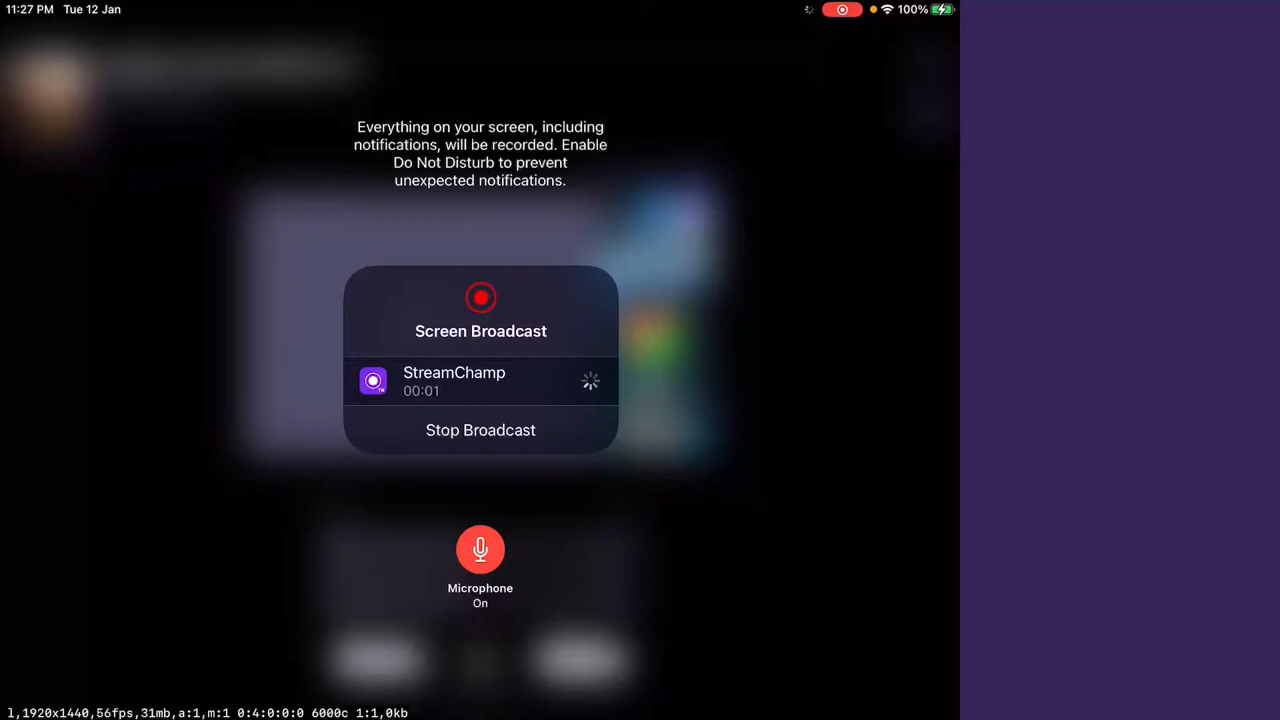 11:27 PM Tue 12 Jan 100%
Everything on your screen, including
notifications, will be recorded. Enable
Do Not Disturb to prevent
unexpected notifications.
Screen Broadcast
StreamChamp
00:01
Stop Broadcast
Microphone
On
l,1920x1440,56fps,31mb,a:1,m:1 0:4:0:0:0 6000c 1:1,0kb